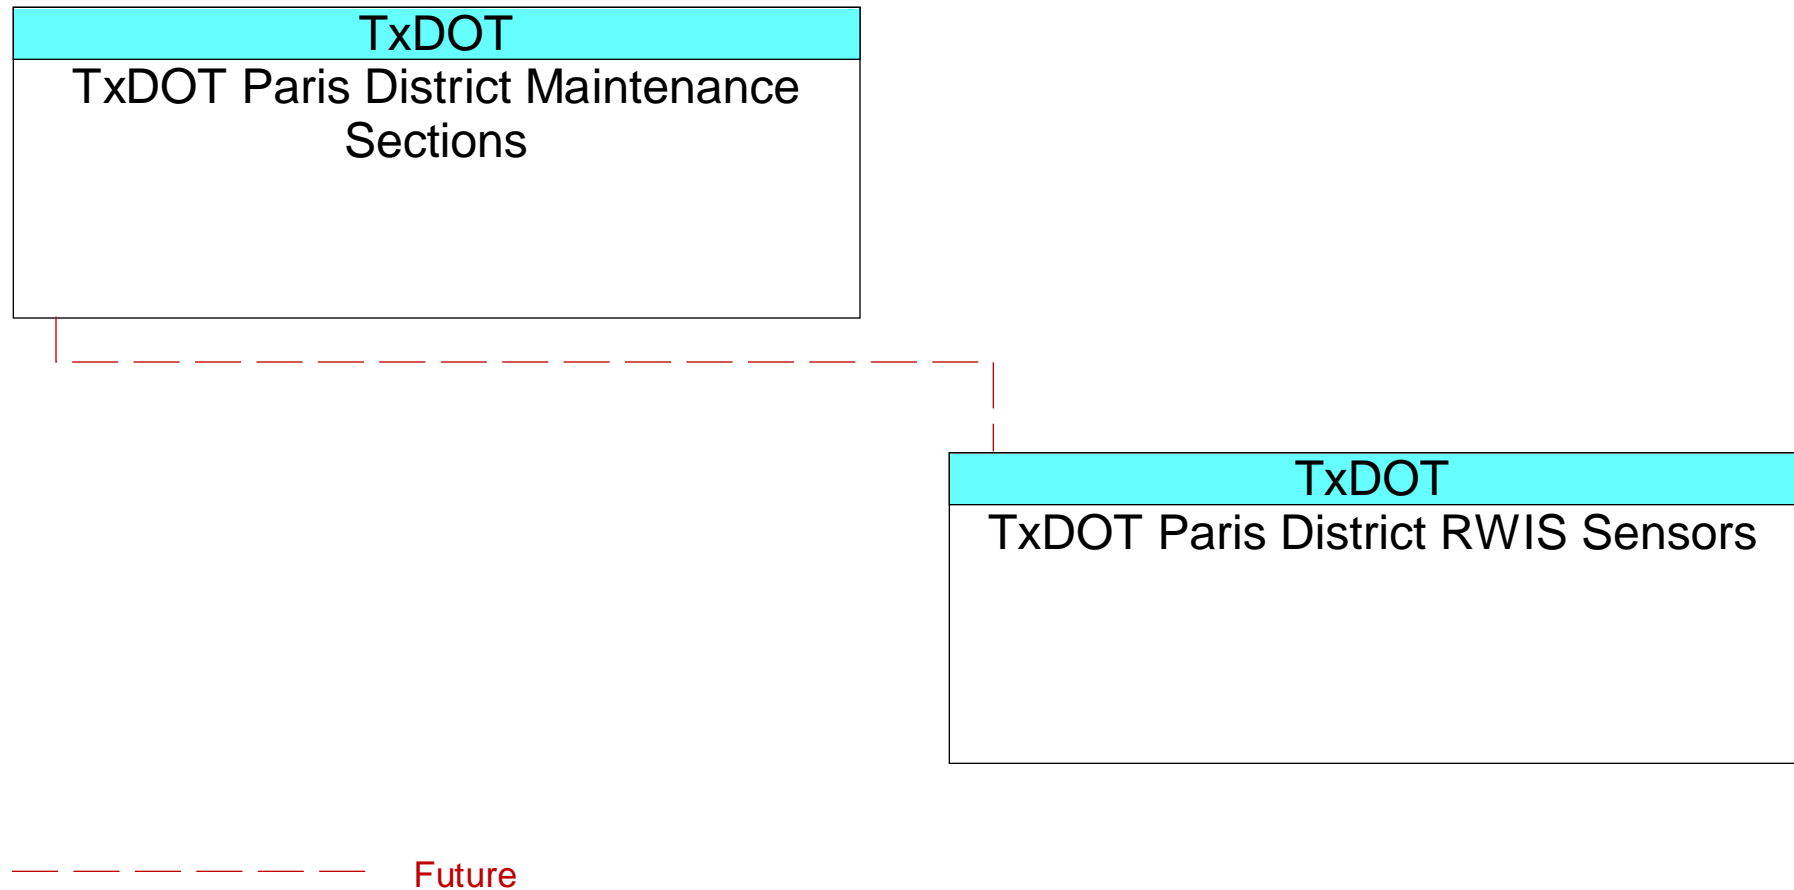 TxDOT
TxDOT Paris District Maintenance
Sections
TxDOT
TxDOT Paris District RWIS Sensors
Future